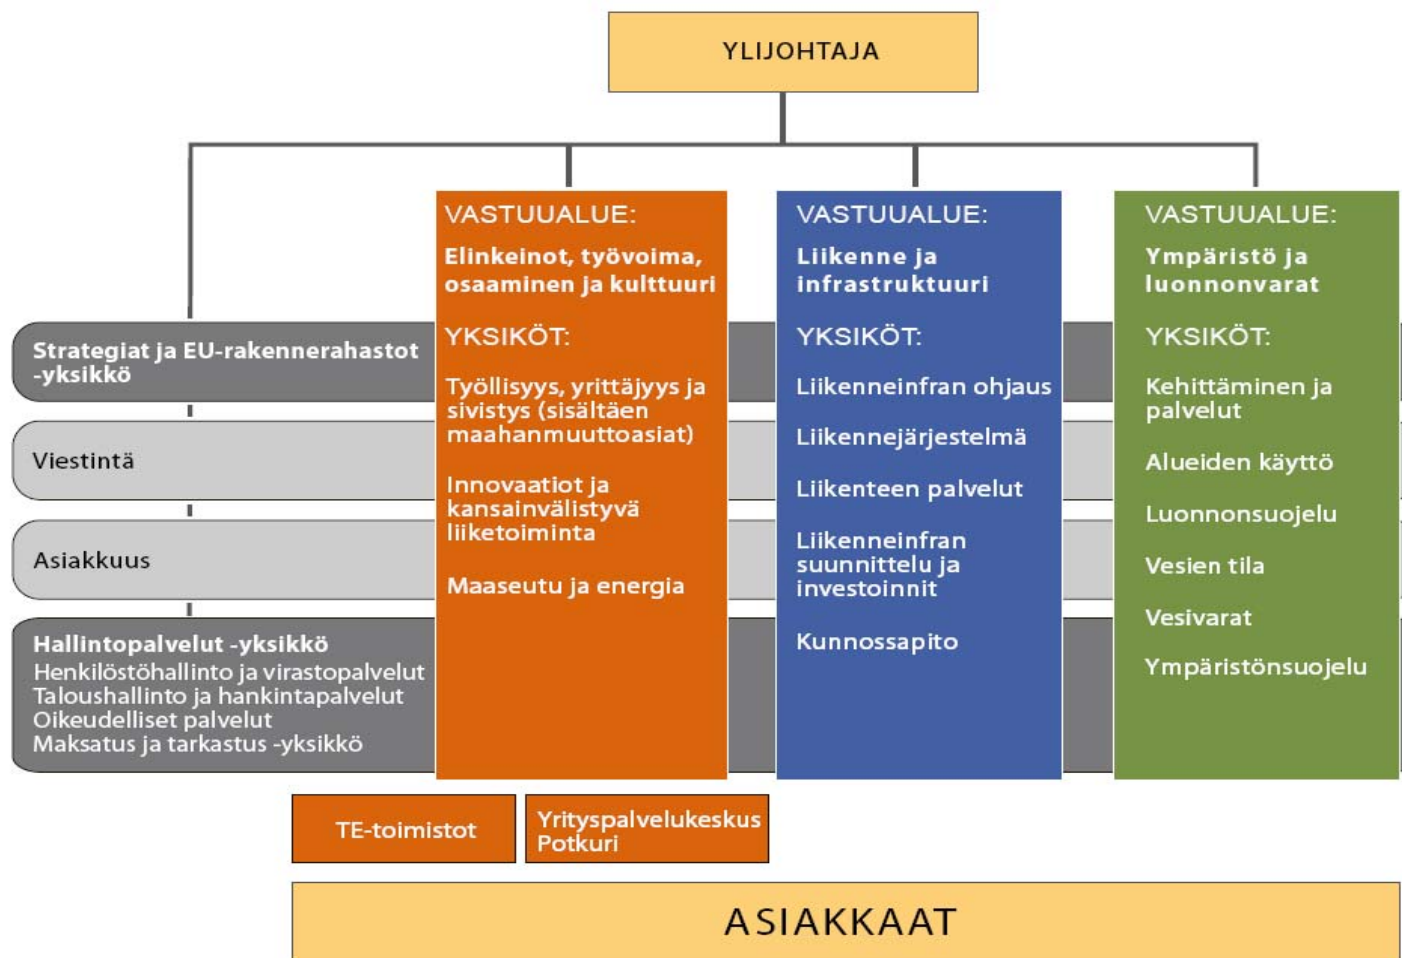 YLIJOHTAJA
Strategiat ja EU-rakennerahastot
-yksikkö
Viestintä
Asiakkuus
Hallintopalvelut -yksikkö
Henkilöstöhallinto ja virastopalvelut
Taloushallinto ja hankintapalvelut
Oikeudelliset palvelut
Maksatus ja tarkastus -yksikkö
VASTUUALUE:
Elinkeinot, työvoima,
osaaminen ja kulttuuri
YKSIKÖT:
Työllisyys, yrittäjyys ja
sivistys (sisältäen
maahanmuuttoasiat)
Innovaatiot ja
kansainvälistyvä
liiketoiminta
Maaseutu ja energia
VASTUUALUE:
Liikenne ja
infrastruktuuri
YKSIKÖT:
Liikenneinfran ohjaus
Liikennejärjestelmä
Liikenteen palvelut
Liikenneinfran
suunnittelu ja
investoinnit
Kunnossapito
VASTUUALUE:
Ympäristö ja
luonnonvarat
YKSIKÖT:
Kehittäminen ja
palvelut
Alueiden käyttö
Luonnonsuojelu
Vesien tila
Vesivarat
Ympäristönsuojelu
TE-toimistot
Yrityspalvelukeskus
Potkuri
ASIAKKAAT